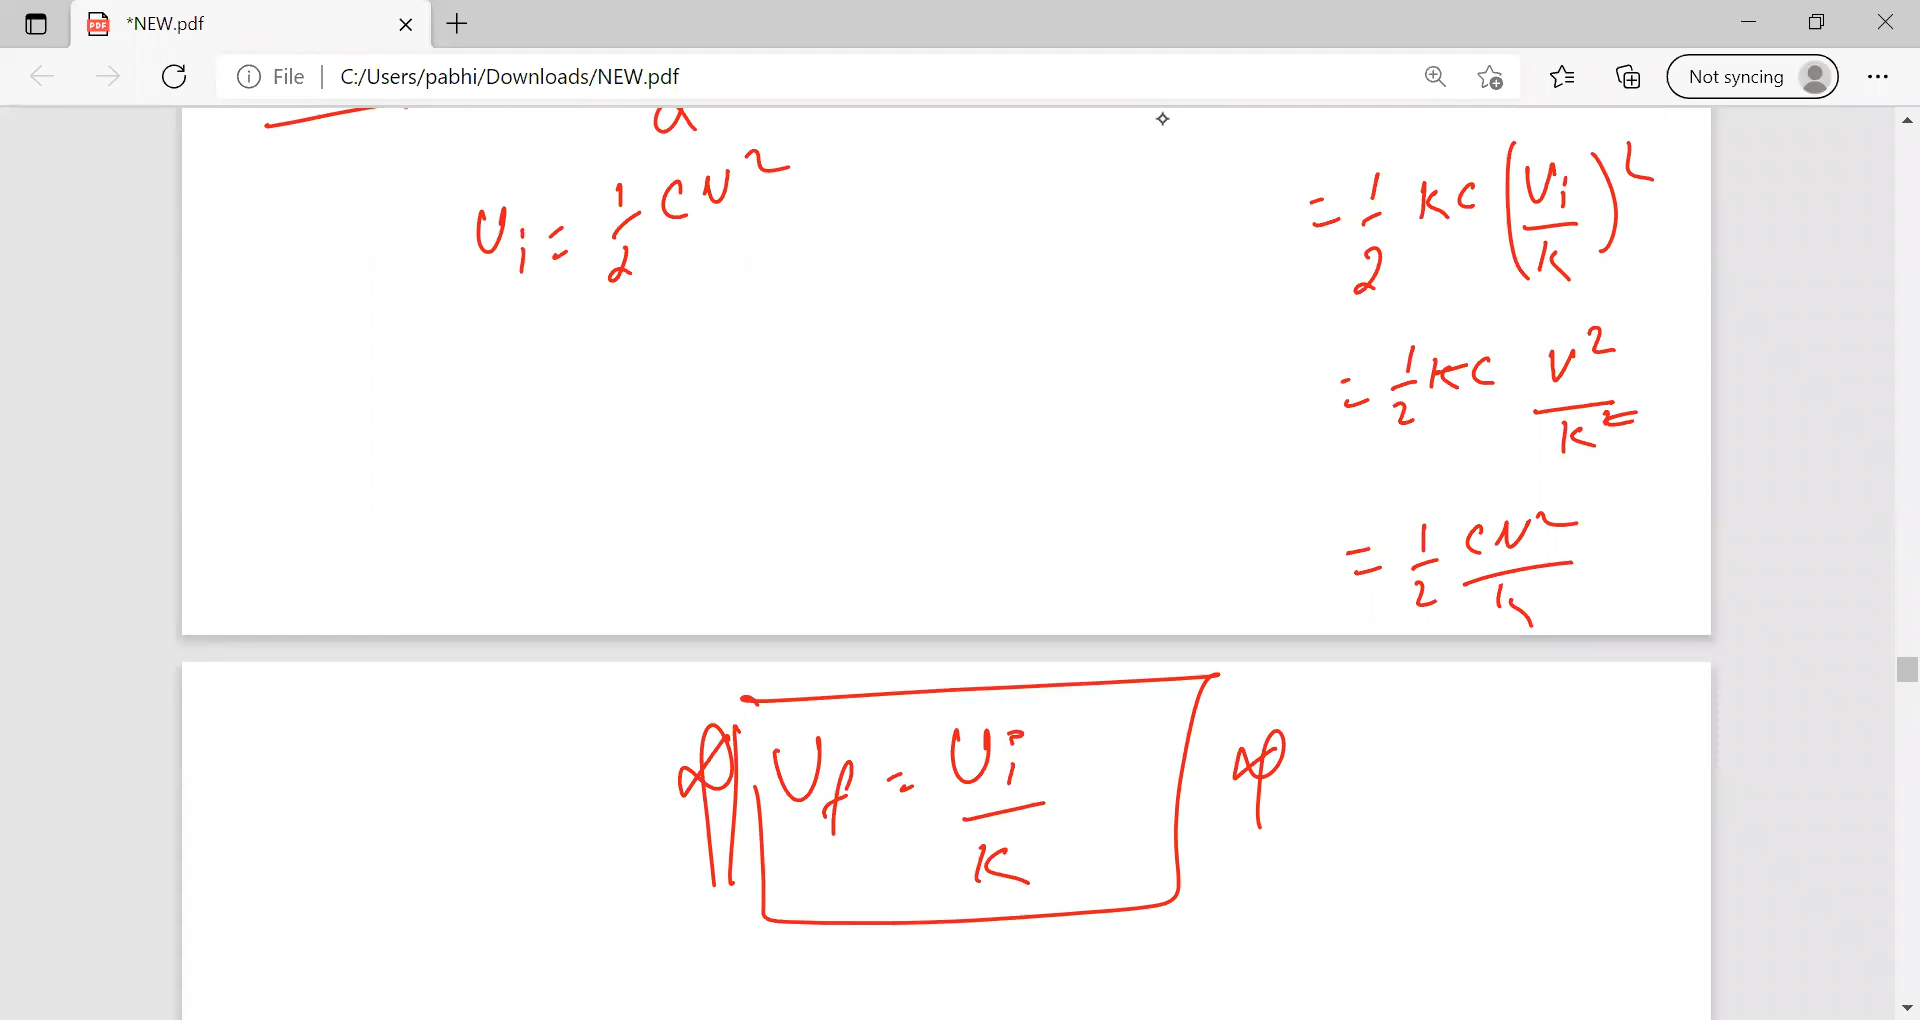 *NEW.pdf
File | C:/Users/pabhi/Downloads/NEW.pdf
Not syncing
d
Ui = 1/2 CV²
= 1/2 KC (Vi/K)²
= 1/2 KC V²/K²
= 1/2 CV²/K
Uf = Ui/K